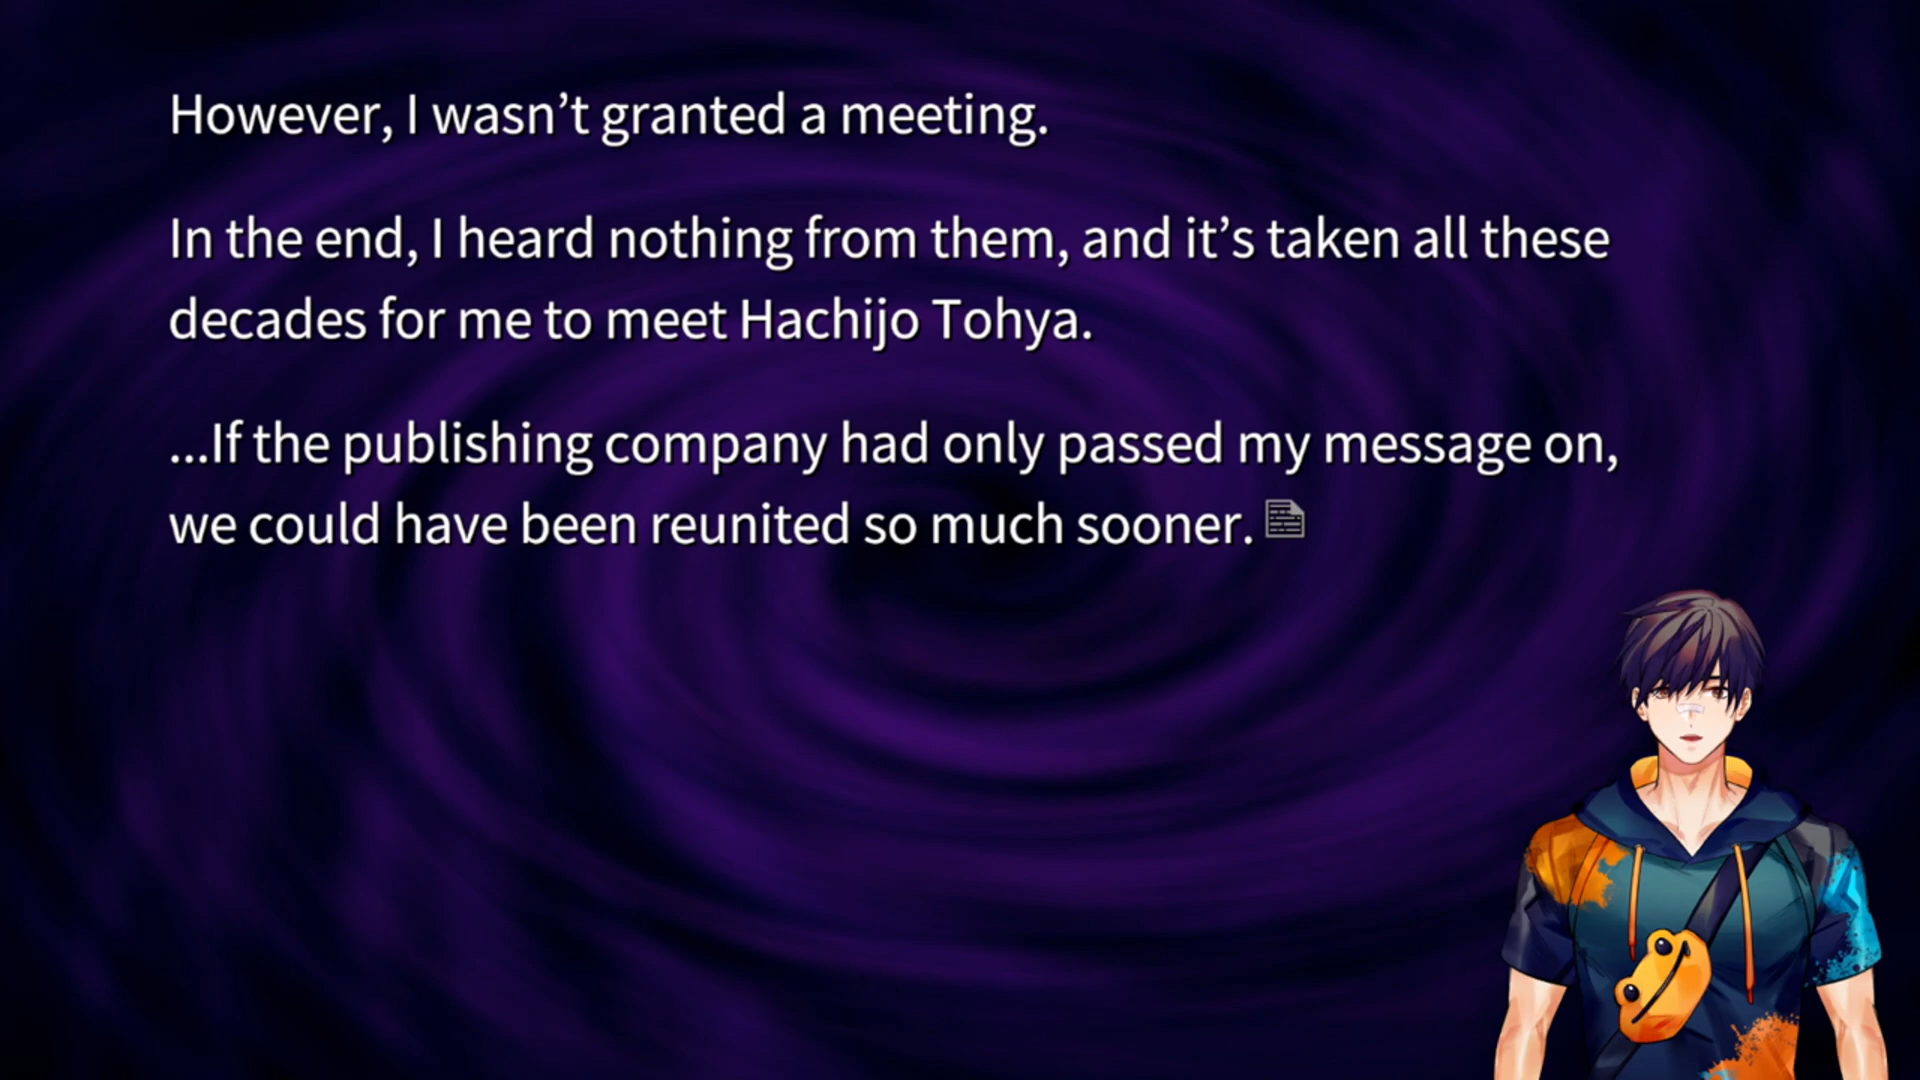 However, I wasn’t granted a meeting.
In the end, I heard nothing from them, and it’s taken all these
decades for me to meet Hachijo Tohya.
...If the publishing company had only passed my message on,
we could have been reunited so much sooner.